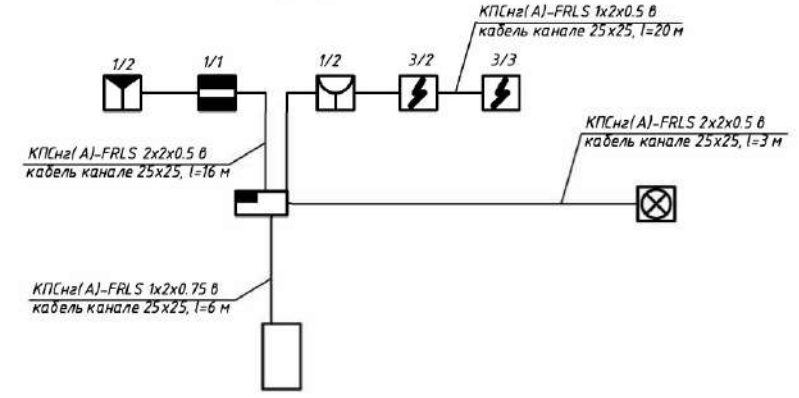 КПСнг(А)-FRLS 1х2х0.5 в
кабель канале 25х25, l=20 м
1/2
1/1
1/2
3/2
3/3
КПСнг(А)-FRLS 2х2х0.5 в
кабель канале 25х25, l=3 м
КПСнг(А)-FRLS 2х2х0.5 в
кабель канале 25х25, l=16 м
КПСнг(А)-FRLS 1х2х0.75 в
кабель канале 25х25, l=6 м